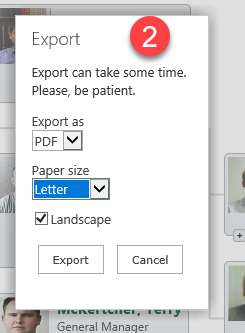 Export
2
Export can take some time.
Please, be patient.
Export as
PDF
Paper size
Letter
Landscape
Export
Cancel
McKertcher, Terry
General Manager